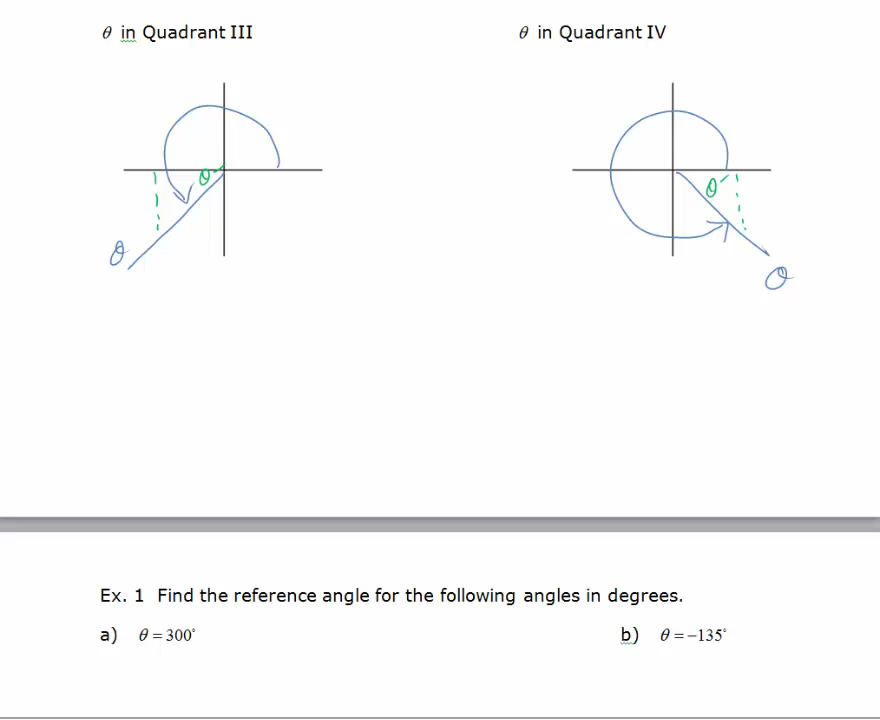 θ in Quadrant III
θ in Quadrant IV
θ'
θ'
θ
θ
Ex. 1 Find the reference angle for the following angles in degrees.
a) θ = 300°
b) θ = −135°